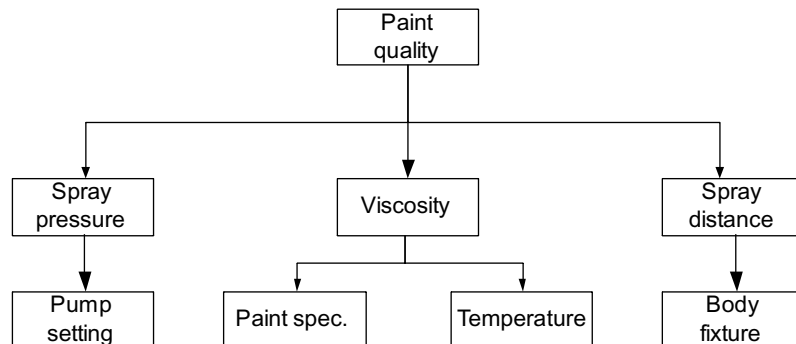 Paint
quality
Spray
pressure
Viscosity
Spray
distance
Pump
setting
Paint spec.
Temperature
Body
fixture